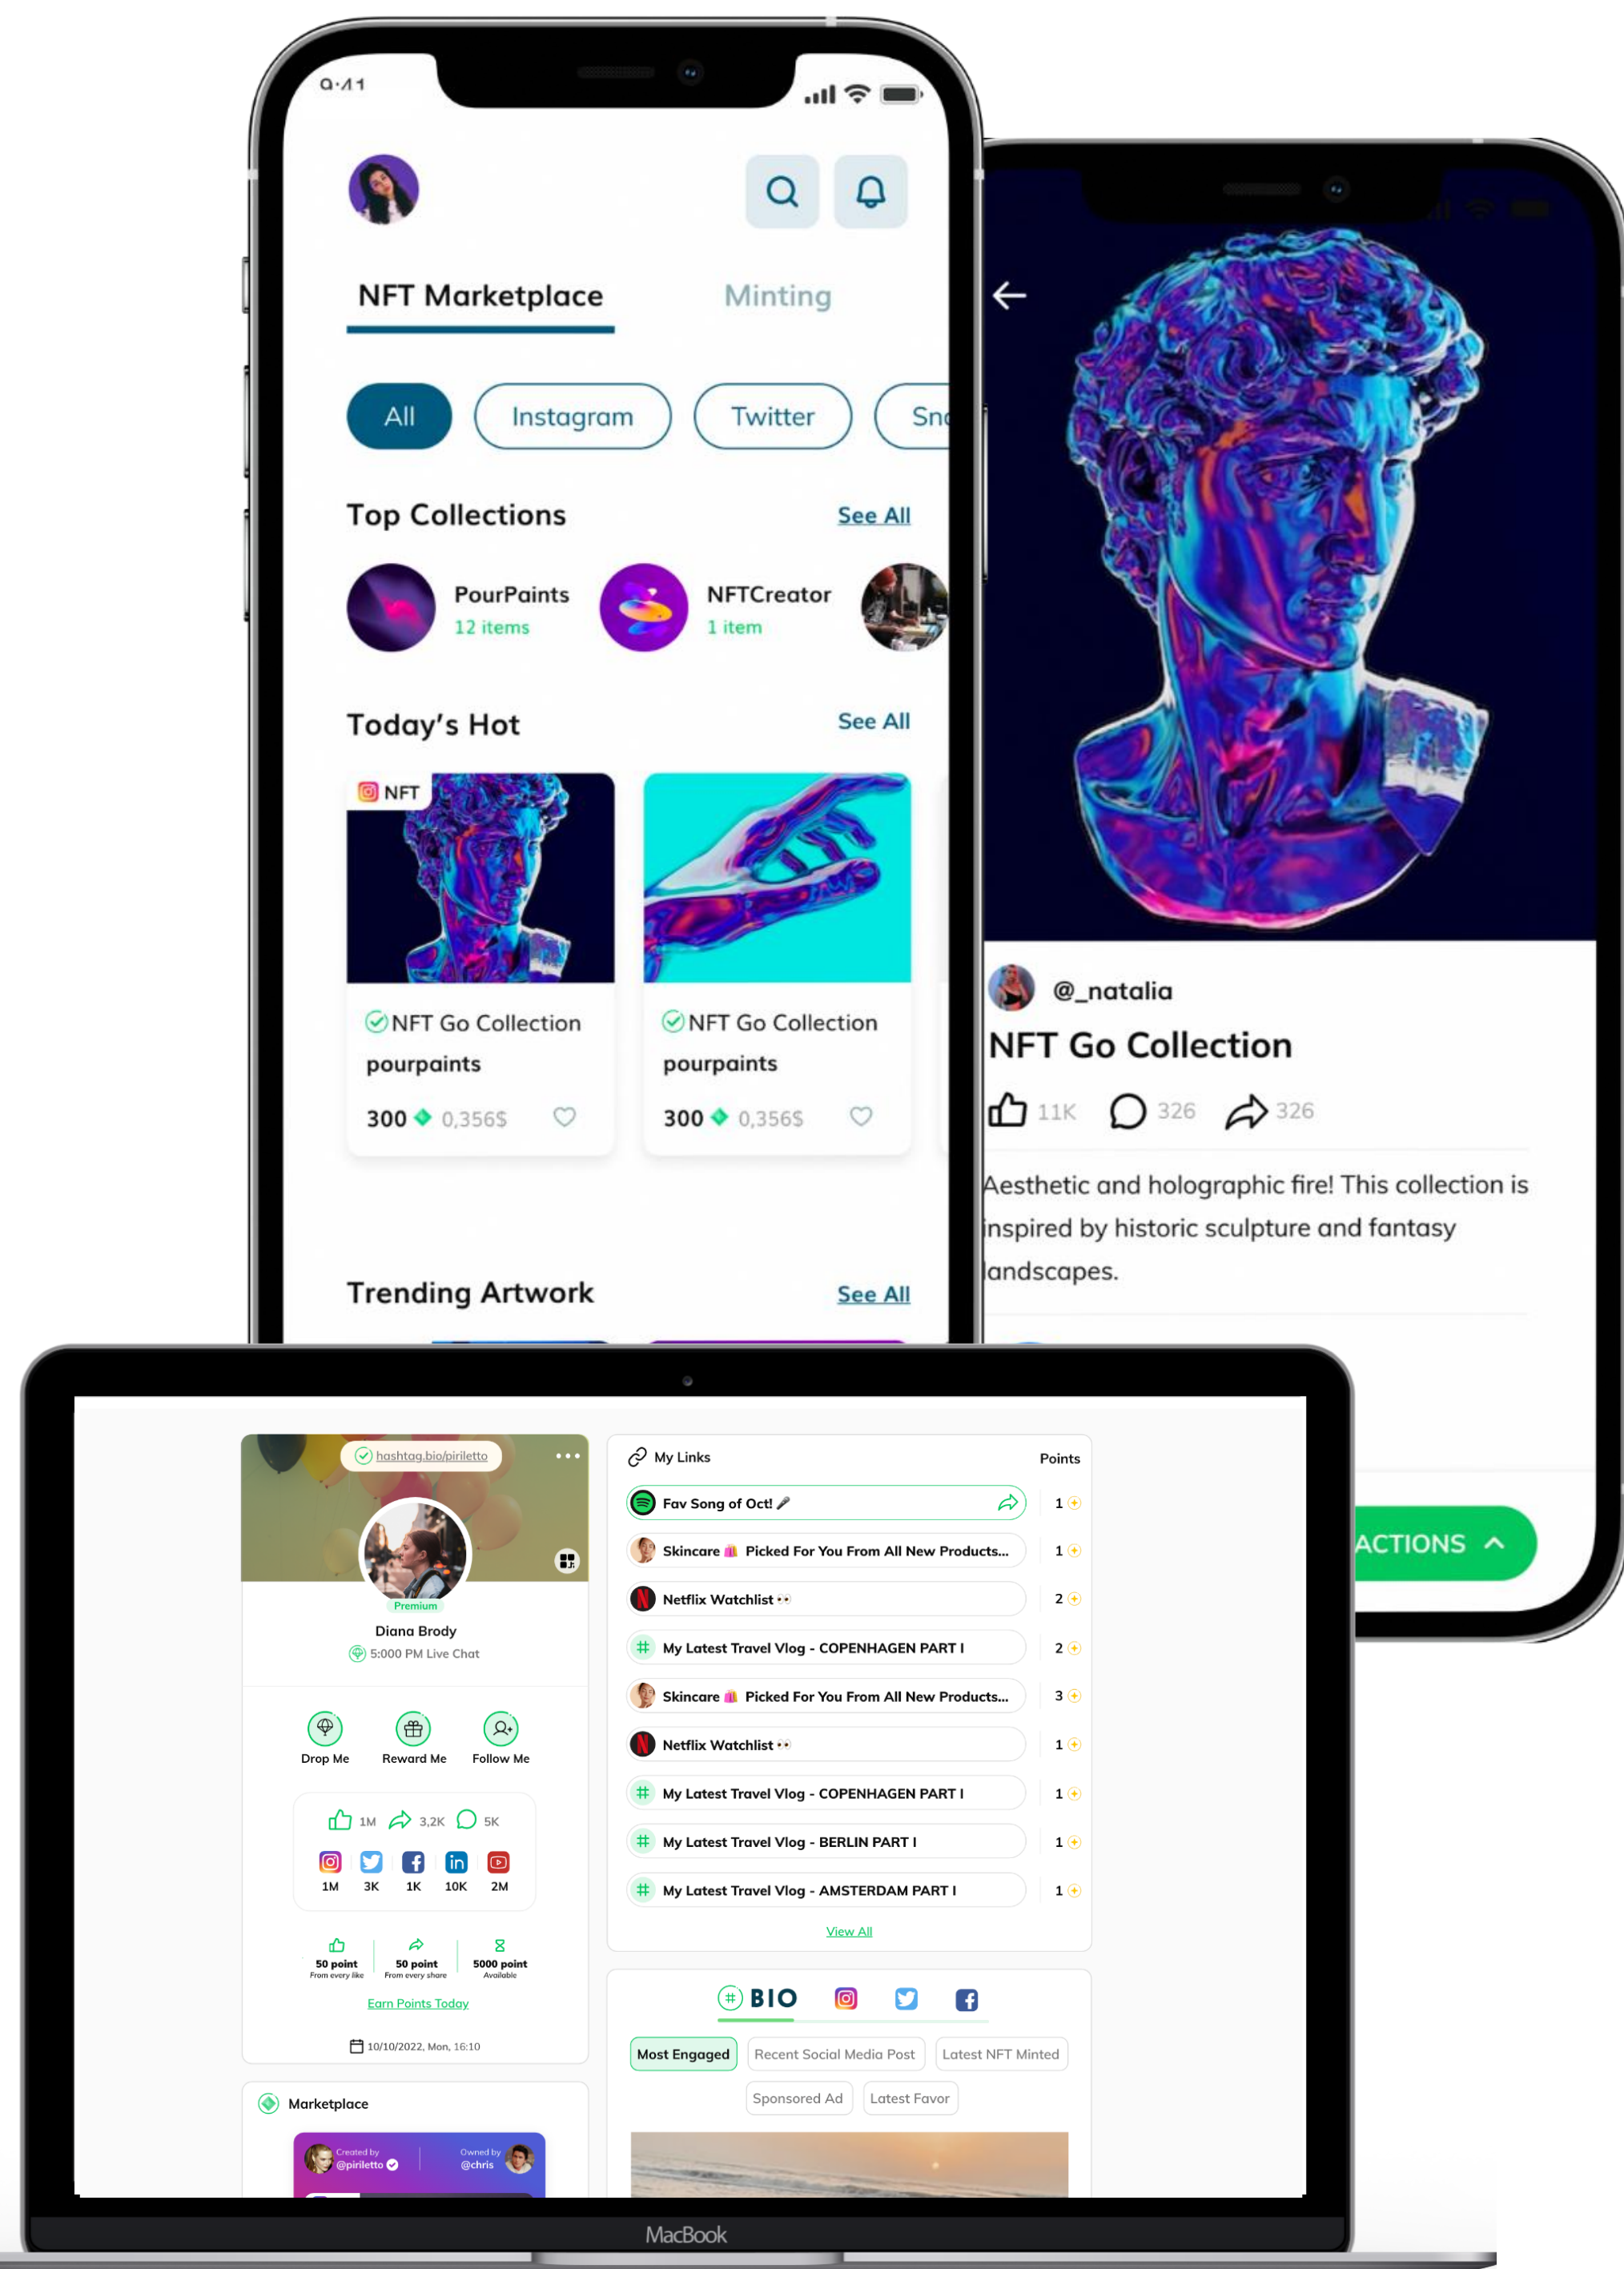 9:41
NFT Marketplace Minting
All Instagram Twitter
Top Collections See All
PourPaints NFTCreator
12 items 1 item
Today's Hot See All
NFT
NFT Go Collection NFT Go Collection
pourpaints pourpaints
300 0,356$ 300 0,356$
Trending Artwork See All
@_natalia
NFT Go Collection
11K 326 326
Aesthetic and holographic fire! This collection is
inspired by historic sculpture and fantasy
landscapes.
ACTIONS
hashtag.bio/piriletto
Premium
Diana Brody
5:000 PM Live Chat
Drop Me Reward Me Follow Me
1M 3,2K 5K
1M 3K 1K 10K 2M
50 point 50 point 5000 point
From every like From every share Available
Earn Points Today
10/10/2022, Mon, 16:10
Marketplace
Created by Owned by
@piriletto @chris
My Links Points
Fav Song of Oct! 1
Skincare Picked For You From All New Products... 1
Netflix Watchlist 2
# My Latest Travel Vlog - COPENHAGEN PART I 2
Skincare Picked For You From All New Products... 3
Netflix Watchlist 1
# My Latest Travel Vlog - COPENHAGEN PART I 1
# My Latest Travel Vlog - BERLIN PART I 1
# My Latest Travel Vlog - AMSTERDAM PART I 1
View All
# BIO
Most Engaged Recent Social Media Post Latest NFT Minted
Sponsored Ad Latest Favor
MacBook